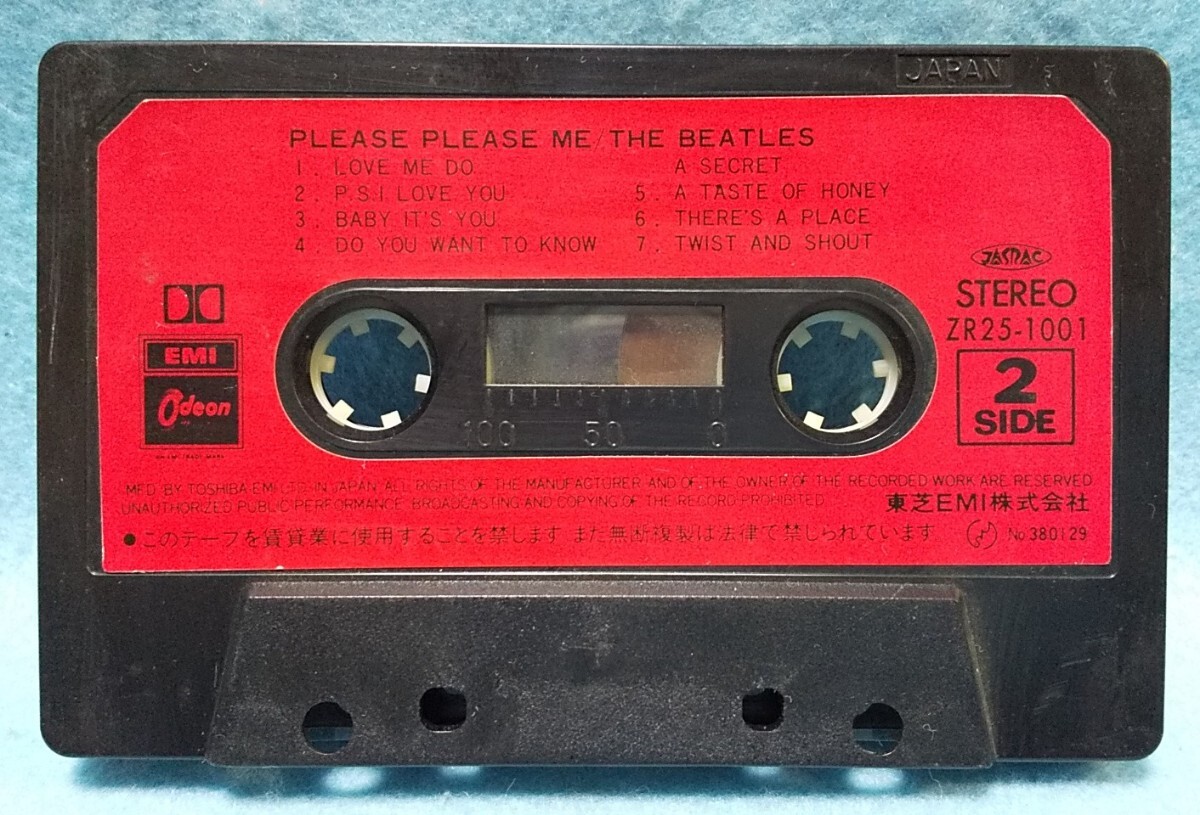 JAPAN
PLEASE PLEASE ME/THE BEATLES
1. LOVE ME DO
2. P.S. I LOVE YOU
3. BABY IT'S YOU
4. DO YOU WANT TO KNOW
A SECRET
5. A TASTE OF HONEY
6. THERE'S A PLACE
7. TWIST AND SHOUT
JASRAC
STEREO
ZR25-1001
2
SIDE
EMI
Odeon
100 50 0
MFD. BY TOSHIBA EMI LTD. IN JAPAN. ALL RIGHTS OF THE MANUFACTURER AND OF THE OWNER OF THE RECORDED WORK ARE RESERVED.
UNAUTHORIZED PUBLIC PERFORMANCE BROADCASTING AND COPYING OF THE RECORD PROHIBITED.
東芝EMI株式会社
●このテープを賃貸業に使用することを禁します また無断複製は法律で禁しられています
No.380129